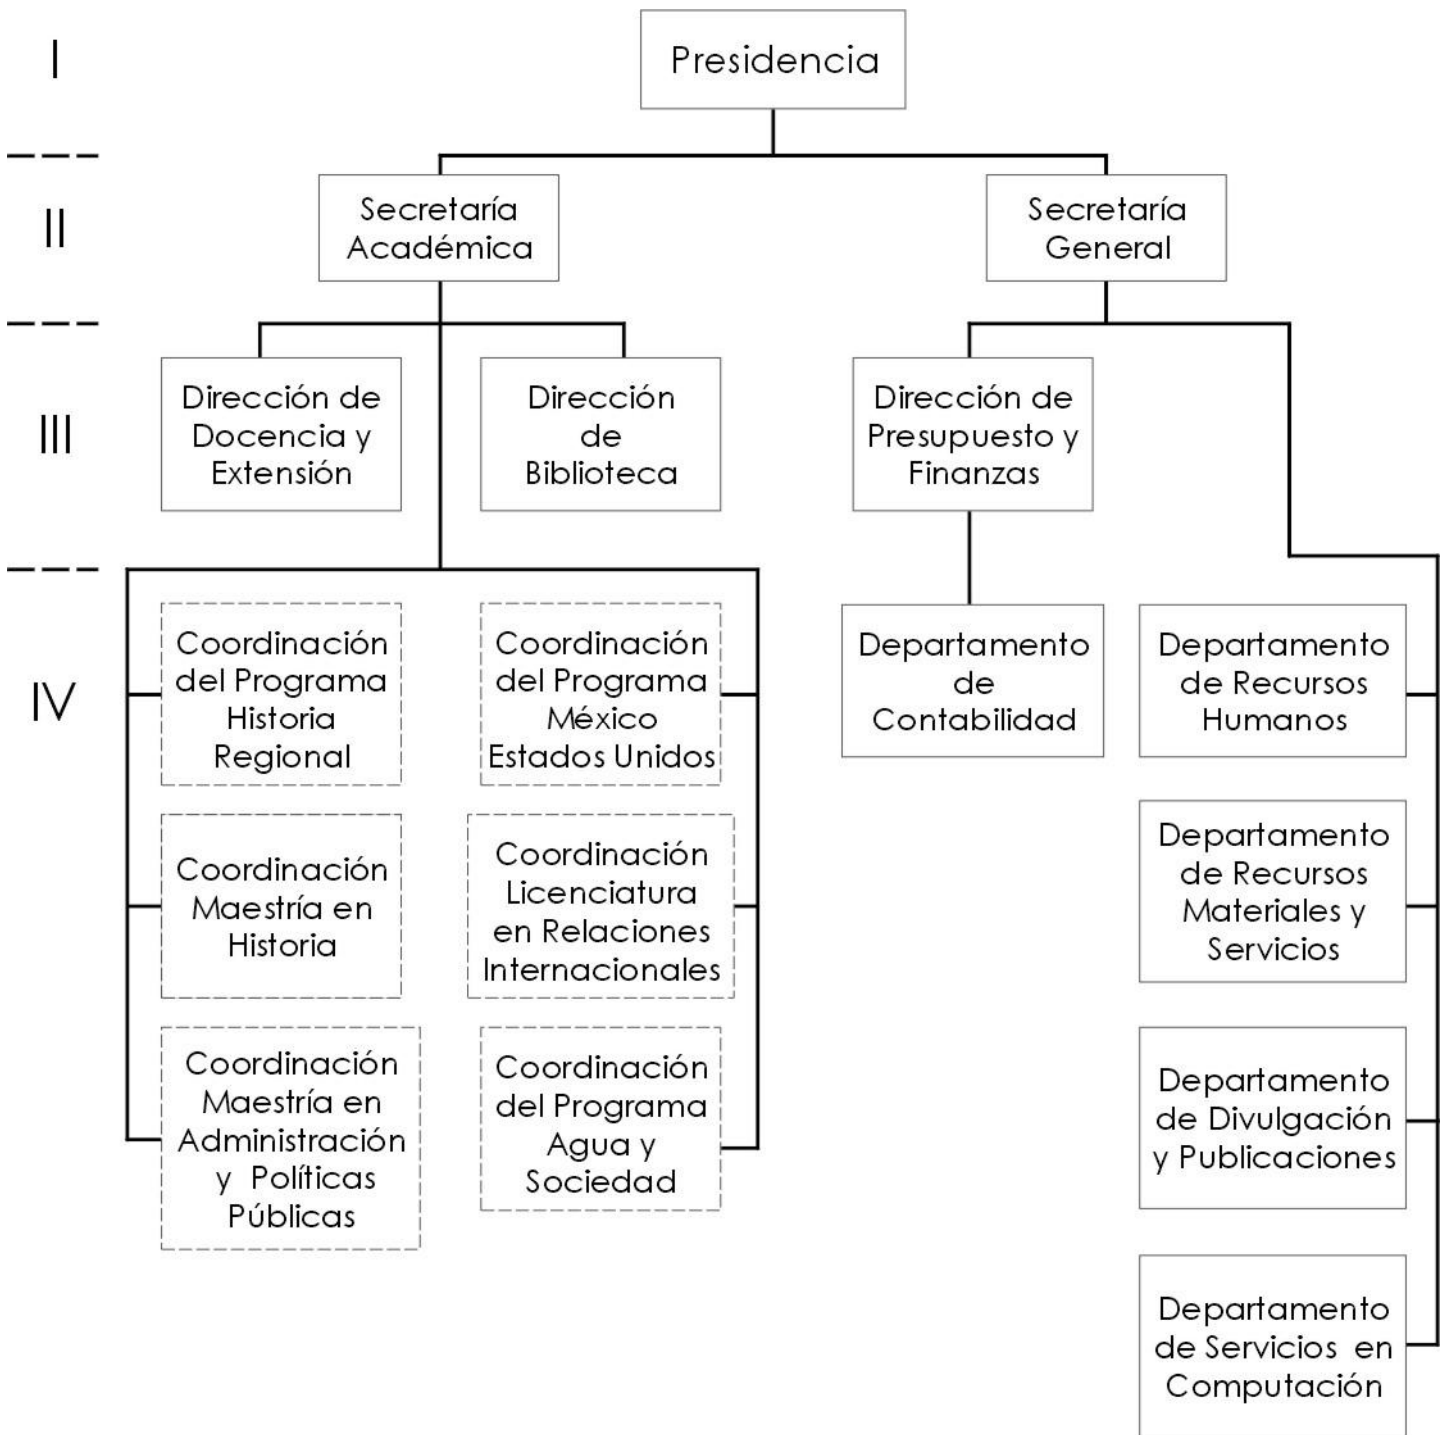 I
Presidencia
II
Secretaría
Académica
Secretaría
General
III
Dirección de
Docencia y
Extensión
Dirección
de
Biblioteca
Dirección de
Presupuesto y
Finanzas
IV
Coordinación
del Programa
Historia
Regional
Coordinación
del Programa
México
Estados Unidos
Departamento
de
Contabilidad
Departamento
de Recursos
Humanos
Coordinación
Maestría en
Historia
Coordinación
Licenciatura
en Relaciones
Internacionales
Departamento
de Recursos
Materiales y
Servicios
Coordinación
Maestría en
Administración
y Políticas
Públicas
Coordinación
del Programa
Agua y
Sociedad
Departamento
de Divulgación
y Publicaciones
Departamento
de Servicios en
Computación